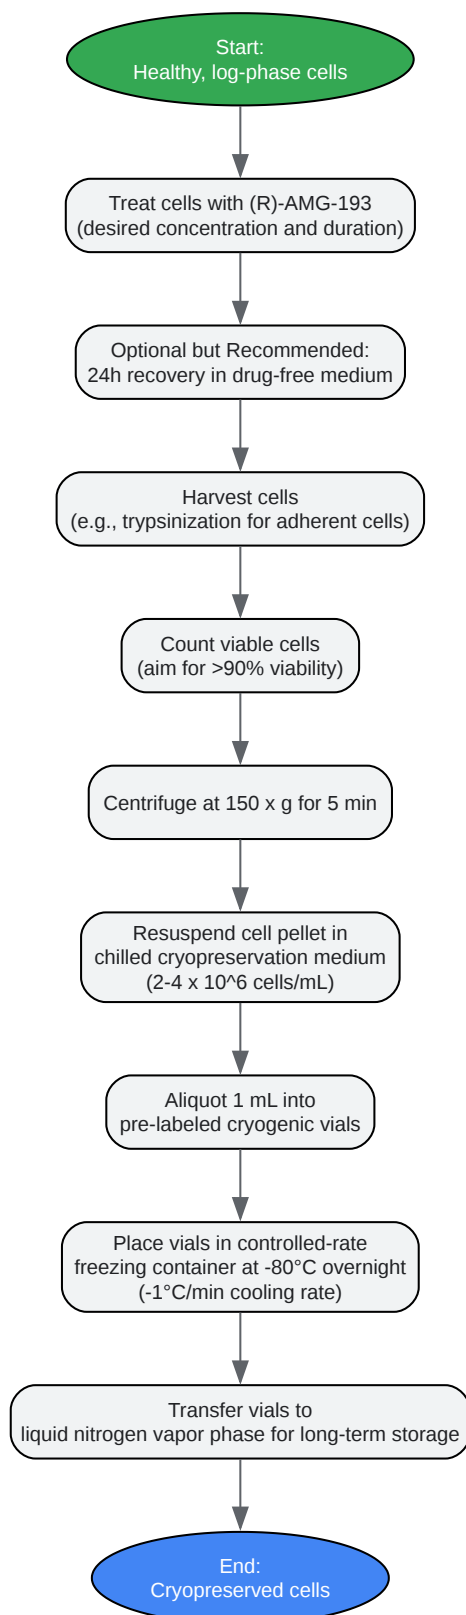 Start:
Healthy, log-phase cells
Treat cells with (R)-AMG-193
(desired concentration and duration)
Optional but Recommended:
24h recovery in drug-free medium
Harvest cells
(e.g., trypsinization for adherent cells)
Count viable cells
(aim for >90% viability)
Centrifuge at 150 x g for 5 min
Resuspend cell pellet in
chilled cryopreservation medium
(2-4 x 10^6 cells/mL)
Aliquot 1 mL into
pre-labeled cryogenic vials
Place vials in controlled-rate
freezing container at -80°C overnight
(-1°C/min cooling rate)
Transfer vials to
liquid nitrogen vapor phase for long-term storage
End:
Cryopreserved cells